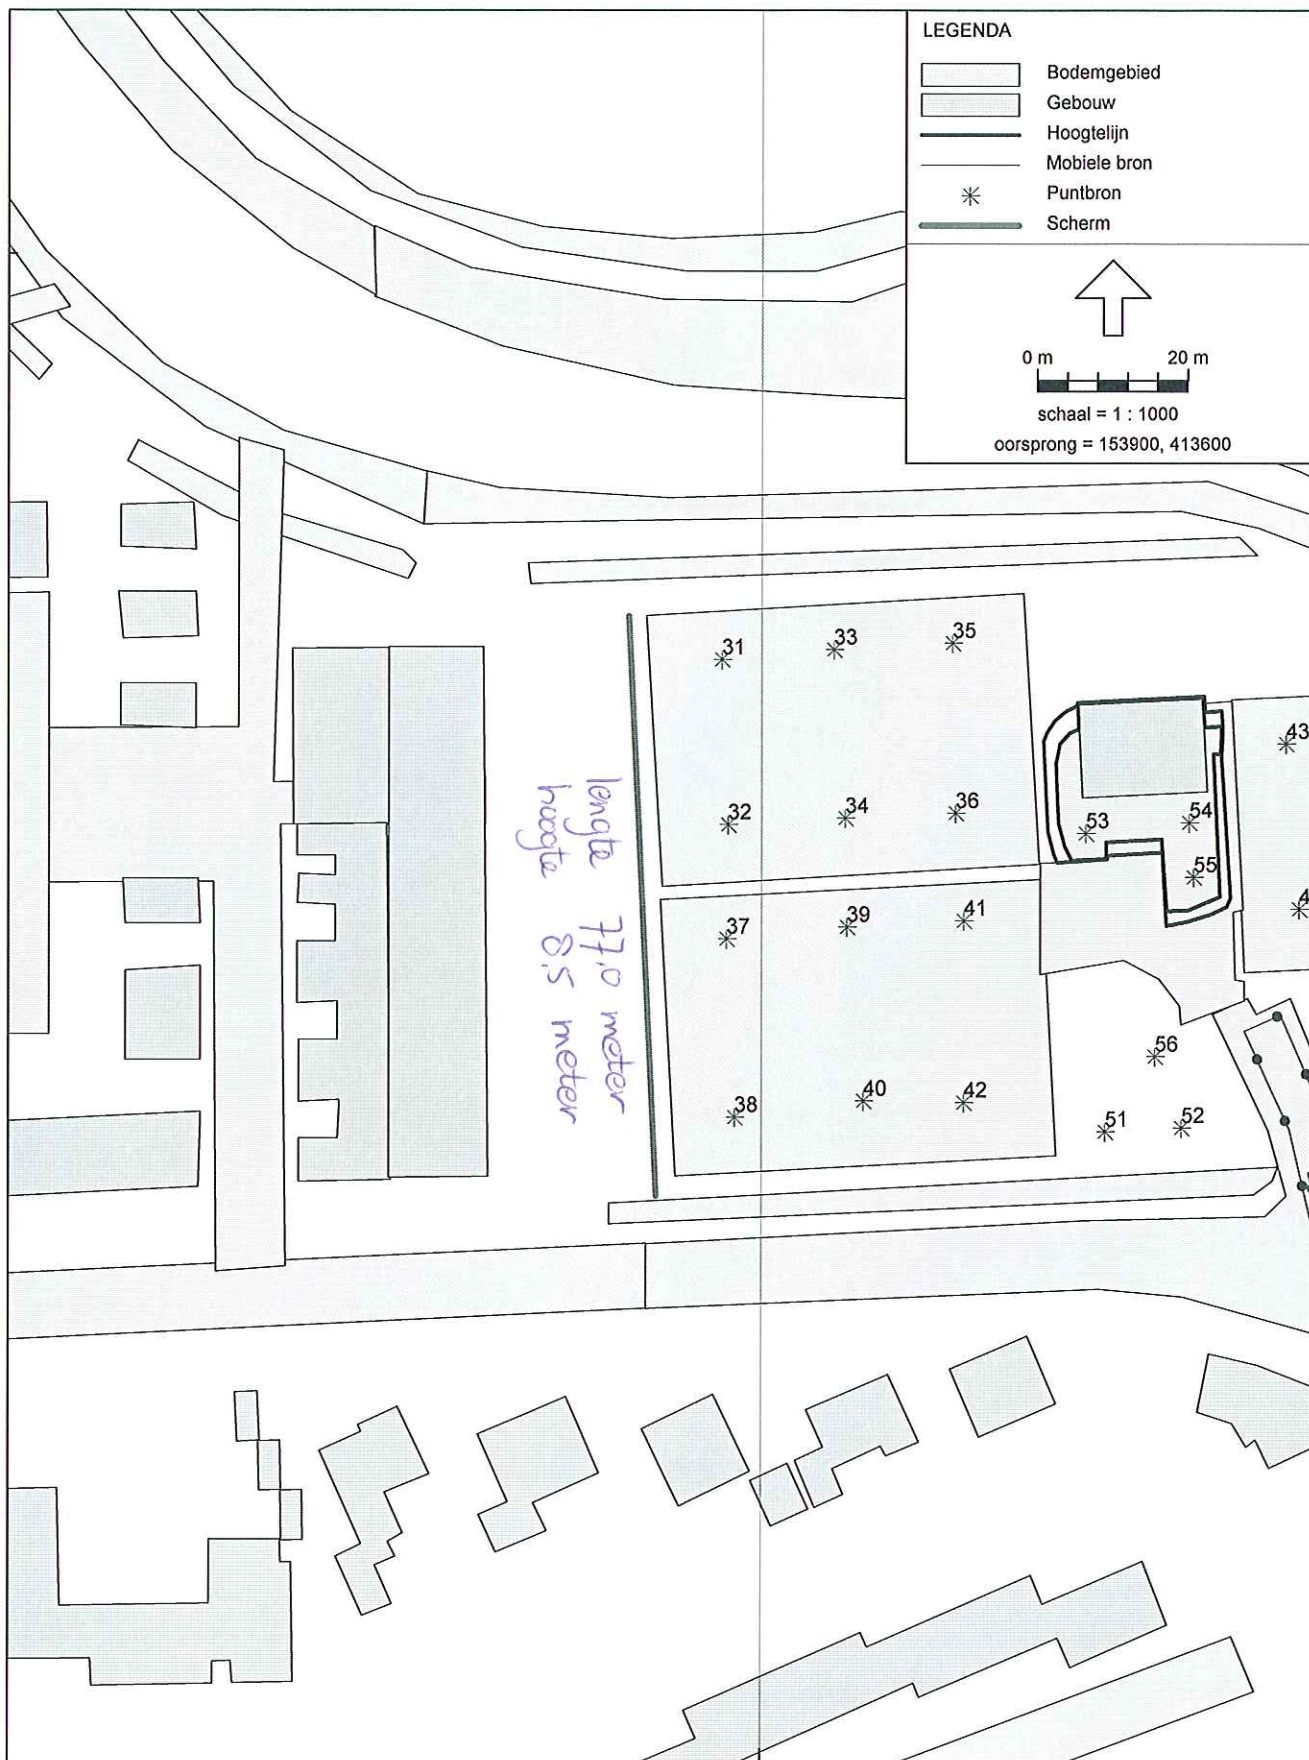 LEGENDA
Bodemgebied
Gebouw
Hoogtelijn
Mobiele bron
Puntbron
Scherm
0 m 20 m
schaal = 1 : 1000
oorsprong = 153900, 413600
31
33
35
32
34
36
43
53
54
55
4
37
39
41
38
40
42
56
51
52
lengte 77,0 meter
hoogte 8,5 meter